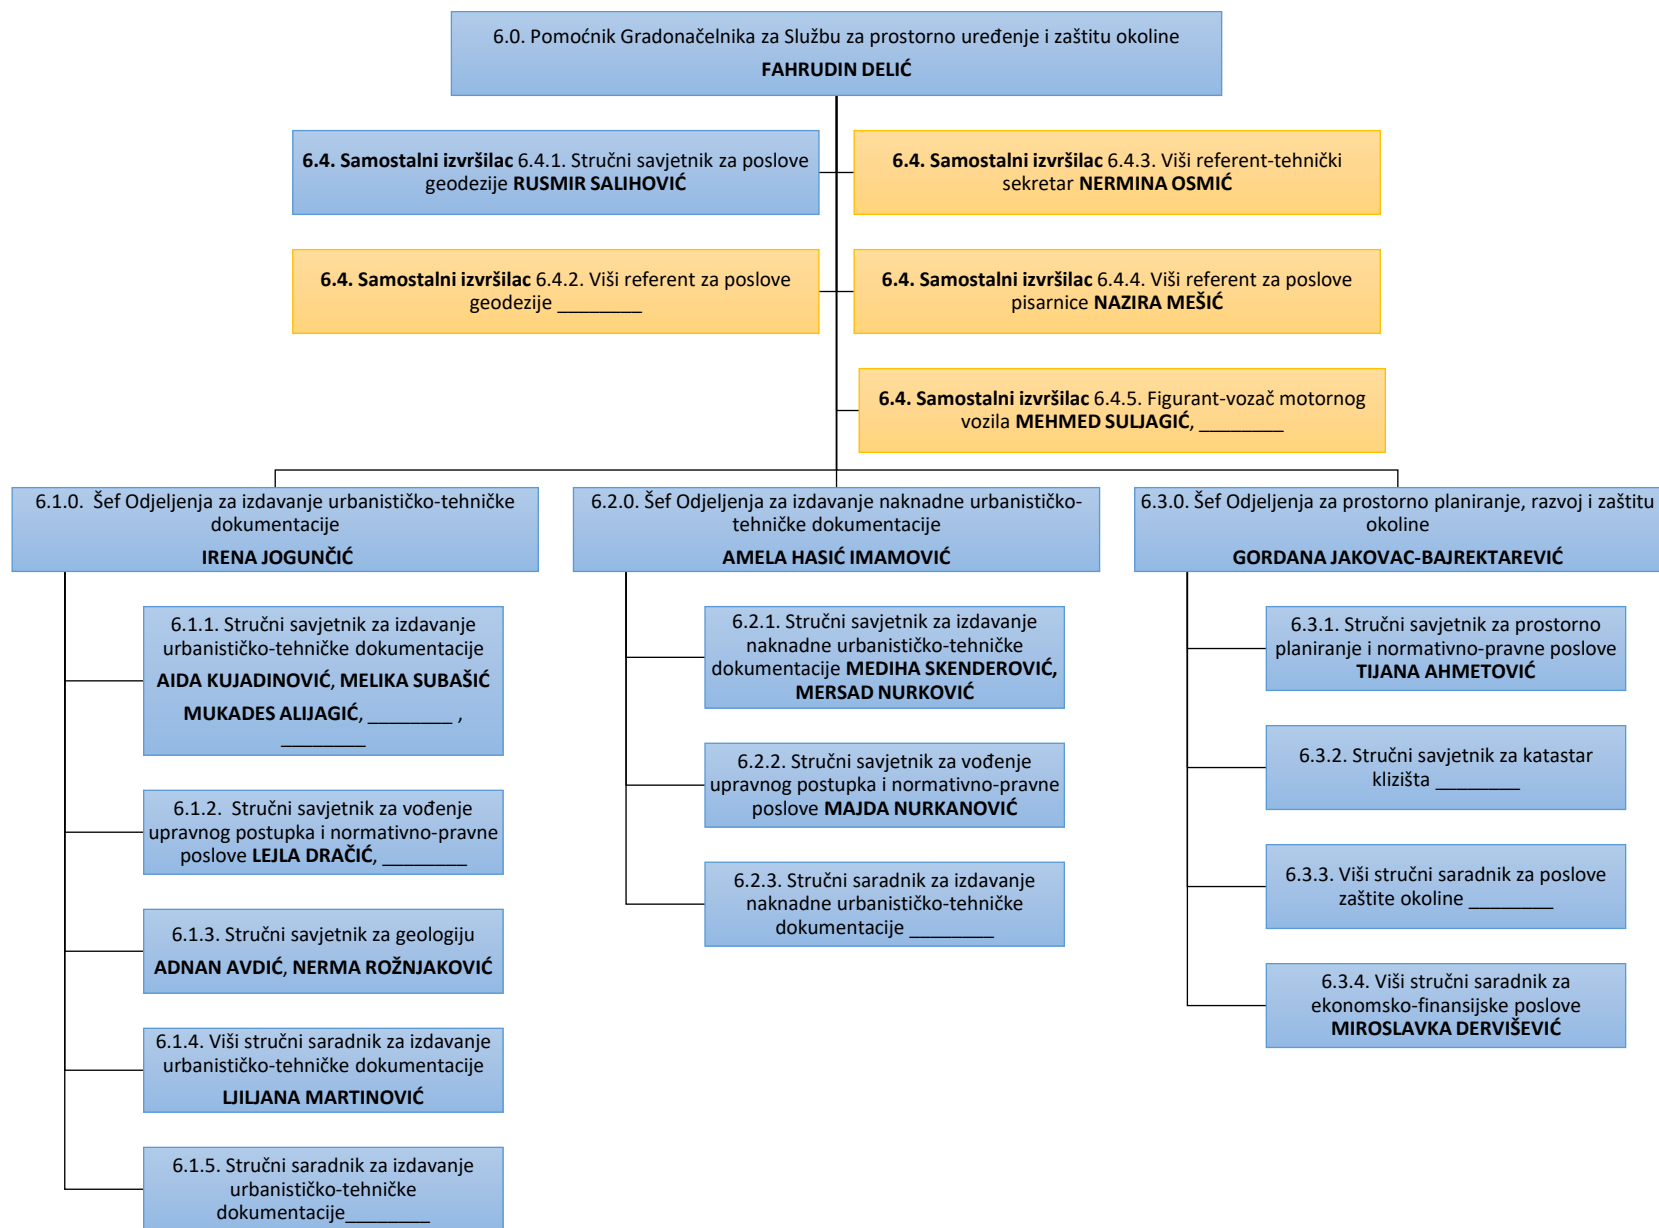 6.0. Pomoćnik Gradonačelnika za Službu za prostorno uređenje i zaštitu okoline
FAHRUDIN DELIĆ
6.4. Samostalni izvršilac 6.4.1. Stručni savjetnik za poslove
geodezije RUSMIR SALIHOVIĆ
6.4. Samostalni izvršilac 6.4.3. Viši referent-tehnički
sekretar NERMINA OSMIĆ
6.4. Samostalni izvršilac 6.4.2. Viši referent za poslove
geodezije ________
6.4. Samostalni izvršilac 6.4.4. Viši referent za poslove
pisarnice NAZIRA MEŠIĆ
6.4. Samostalni izvršilac 6.4.5. Figurant-vozač motornog
vozila MEHMED SULJAGIĆ, ________
6.1.0. Šef Odjeljenja za izdavanje urbanističko-tehničke
dokumentacije
IRENA JOGUNČIĆ
6.1.1. Stručni savjetnik za izdavanje
urbanističko-tehničke dokumentacije
AIDA KUJADINOVIĆ, MELIKA SUBAŠIĆ
MUKADES ALIJAGIĆ, ________ ,
________
6.1.2. Stručni savjetnik za vođenje
upravnog postupka i normativno-pravne
poslove LEJLA DRAČIĆ, ________
6.1.3. Stručni savjetnik za geologiju
ADNAN AVDIĆ, NERMA ROŽNJAKOVIĆ
6.1.4. Viši stručni saradnik za izdavanje
urbanističko-tehničke dokumentacije
LJILJANA MARTINOVIĆ
6.1.5. Stručni saradnik za izdavanje
urbanističko-tehničke
dokumentacije________
6.2.0. Šef Odjeljenja za izdavanje naknadne urbanističko-
tehničke dokumentacije
AMELA HASIĆ IMAMOVIĆ
6.2.1. Stručni savjetnik za izdavanje
naknadne urbanističko-tehničke
dokumentacije MEDIHA SKENDEROVIĆ,
MERSAD NURKOVIĆ
6.2.2. Stručni savjetnik za vođenje
upravnog postupka i normativno-pravne
poslove MAJDA NURKANOVIĆ
6.2.3. Stručni saradnik za izdavanje
naknadne urbanističko-tehničke
dokumentacije ________
6.3.0. Šef Odjeljenja za prostorno planiranje, razvoj i zaštitu
okoline
GORDANA JAKOVAC-BAJREKTAREVIĆ
6.3.1. Stručni savjetnik za prostorno
planiranje i normativno-pravne poslove
TIJANA AHMETOVIĆ
6.3.2. Stručni savjetnik za katastar
klizišta ________
6.3.3. Viši stručni saradnik za poslove
zaštite okoline ________
6.3.4. Viši stručni saradnik za
ekonomsko-finansijske poslove
MIROSLAVKA DERVIŠEVIĆ